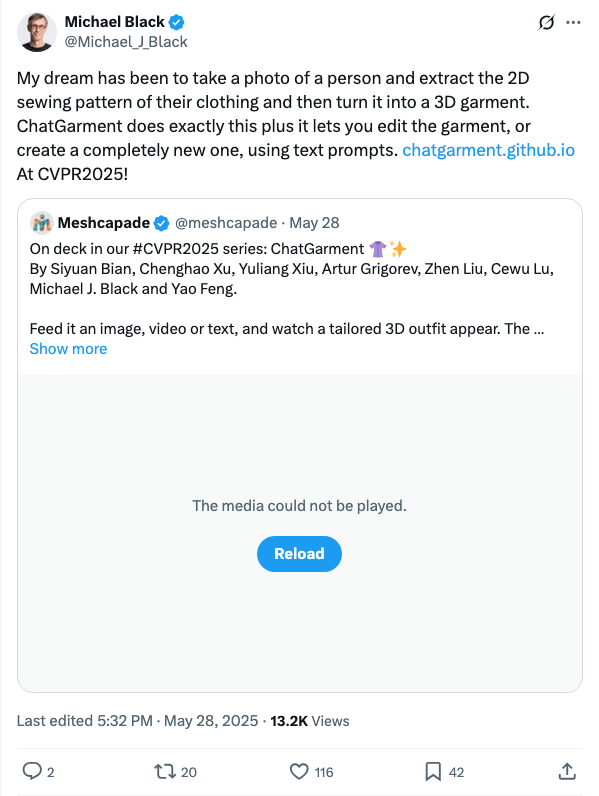 Michael Black
@Michael_J_Black
My dream has been to take a photo of a person and extract the 2D
sewing pattern of their clothing and then turn it into a 3D garment.
ChatGarment does exactly this plus it lets you edit the garment, or
create a completely new one, using text prompts. chatgarment.github.io
At CVPR2025!
Meshcapade @meshcapade · May 28
On deck in our #CVPR2025 series: ChatGarment 👚✨
By Siyuan Bian, Chenghao Xu, Yuliang Xiu, Artur Grigorev, Zhen Liu, Cewu Lu,
Michael J. Black and Yao Feng.
Feed it an image, video or text, and watch a tailored 3D outfit appear. The ...
Show more
The media could not be played.
Reload
Last edited 5:32 PM · May 28, 2025 · 13.2K Views
2 20 116 42